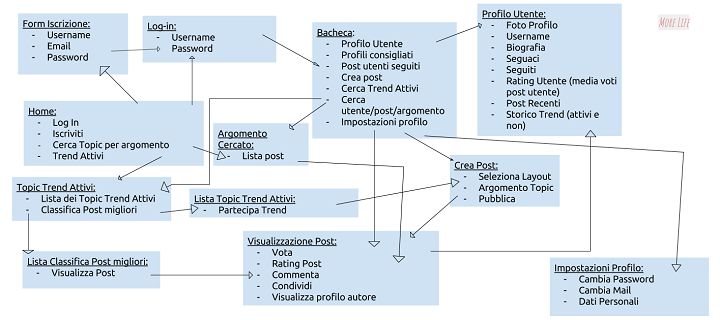 Form Iscrizione:
- Username
- Email
- Password
Log-in:
- Username
- Password
Bacheca:
- Profilo Utente
- Profili consigliati
- Post utenti seguiti
- Crea post
- Cerca Trend Attivi
- Cerca
utente/post/argomento
- Impostazioni profilo
Profilo Utente:
- Foto Profilo
- Username
- Biografia
- Seguaci
- Seguiti
- Rating Utente (media voti
post utente)
- Post Recenti
- Storico Trend (attivi e
non)
More Life
Home:
- Log In
- Iscriviti
- Cerca Topic per argomento
- Trend Attivi
Argomento
Cercato:
- Lista post
Crea Post:
- Seleziona Layout
- Argomento Topic
- Pubblica
Topic Trend Attivi:
- Lista dei Topic Trend Attivi
- Classifica Post migliori
Lista Topic Trend Attivi:
- Partecipa Trend
Visualizzazione Post:
- Vota
- Rating Post
- Commenta
- Condividi
- Visualizza profilo autore
Lista Classifica Post migliori:
- Visualizza Post
Impostazioni Profilo:
- Cambia Password
- Cambia Mail
- Dati Personali